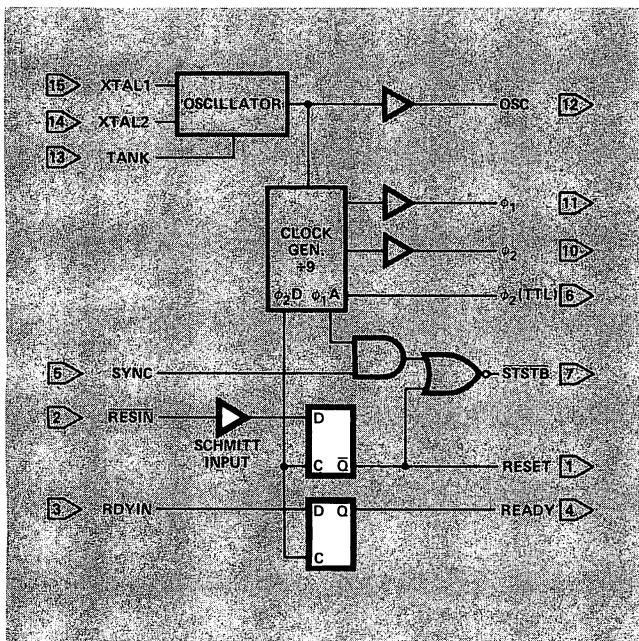 15 XTAL1 OSCILLATOR OSC 12
14 XTAL2
13 TANK
CLOCK GEN. ÷9
ϕ1 11
ϕ2 10
ϕ2D ϕ1A ϕ2(TTL) 6
5 SYNC STSTB 7
2 RESIN D
SCHMITT INPUT
C Q̅ RESET 1
3 RDYIN D Q READY 4
C